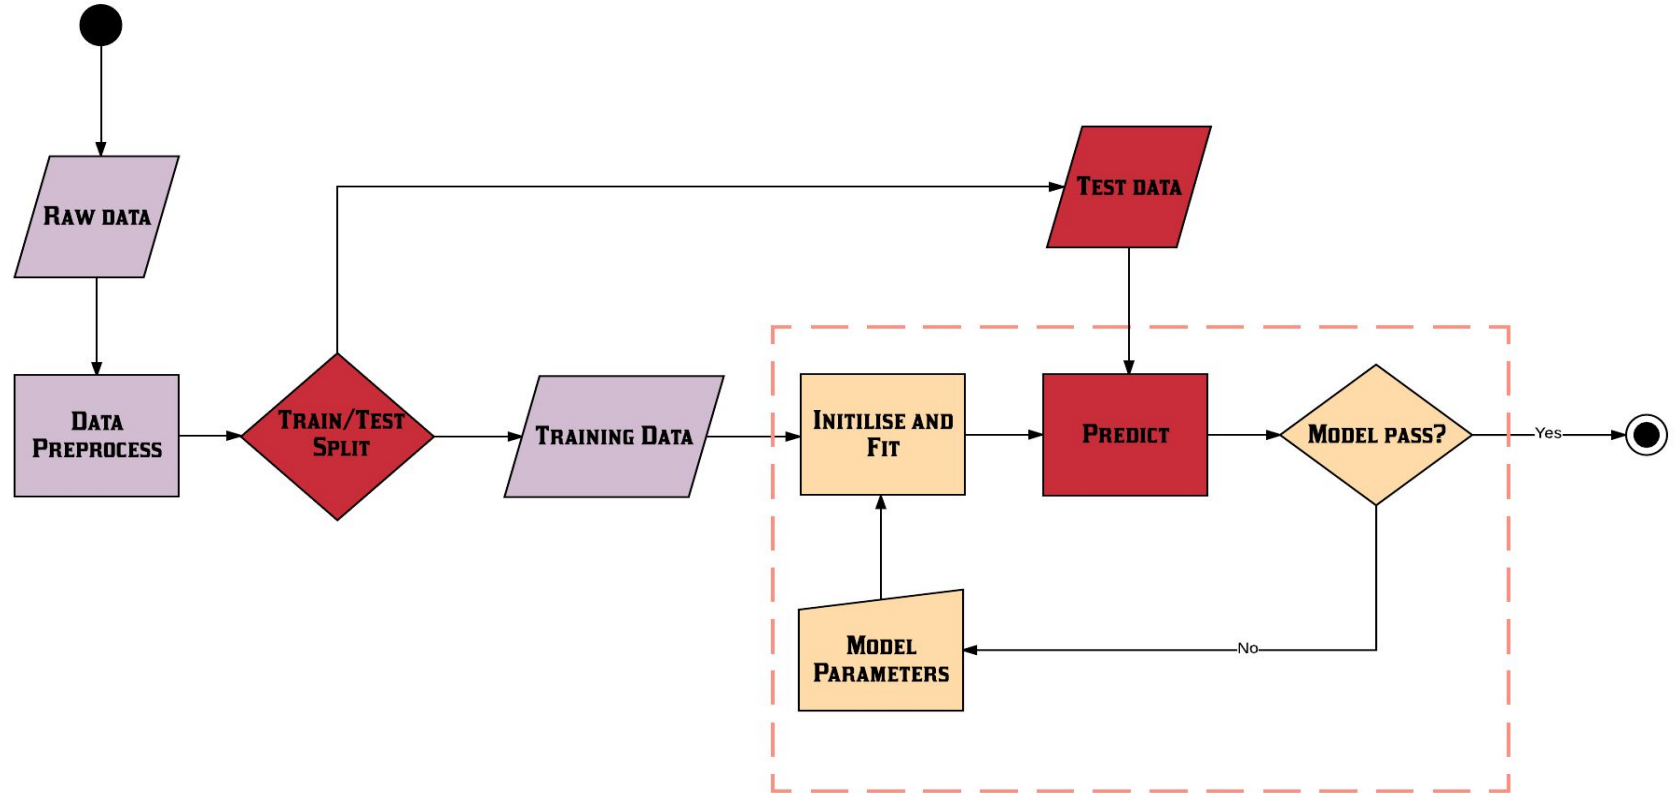 Raw data
Test data
Data
Preprocess
Train/Test
Split
Training Data
Initilise and
Fit
Predict
Model pass?
Yes
Model
Parameters
No